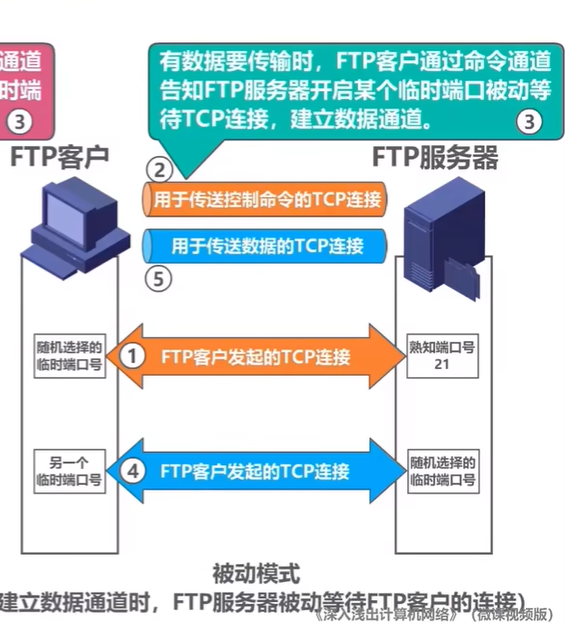 通道
时端
③
有数据要传输时，FTP客户通过命令通道
告知FTP服务器开启某个临时端口被动等
待TCP连接，建立数据通道。
③
FTP客户
FTP服务器
②
用于传送控制命令的TCP连接
用于传送数据的TCP连接
⑤
随机选择的
临时端口号
①
FTP客户发起的TCP连接
熟知端口号
21
另一个
临时端口号
④
FTP客户发起的TCP连接
随机选择的
临时端口号
被动模式
建立数据通道时，FTP服务器被动等待FTP客户的连接）
《深入浅出计算机网络》（微课视频版）